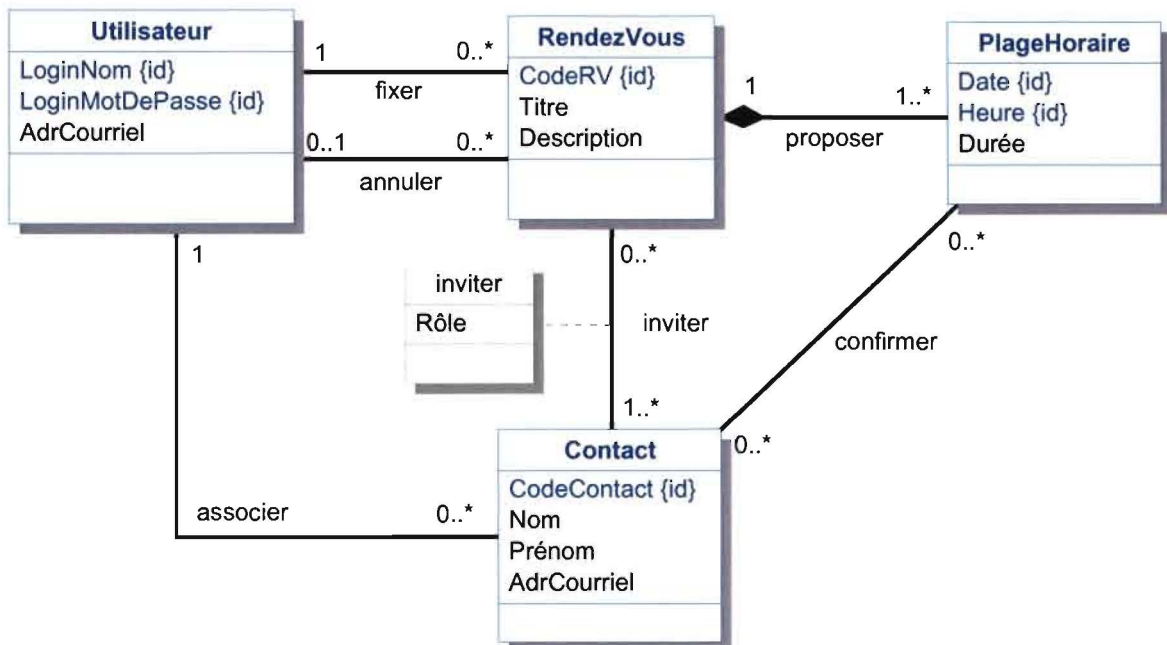 Utilisateur
LoginNom {id}
LoginMotDePasse {id}
AdrCourriel
1
0..*
fixer
0..1
0..*
annuler
RendezVous
CodeRV {id}
Titre
Description
1
1..*
proposer
PlageHoraire
Date {id}
Heure {id}
Durée
1
0..*
0..*
inviter
Rôle
inviter
confirmer
1..*
0..*
associer
0..*
Contact
CodeContact {id}
Nom
Prénom
AdrCourriel